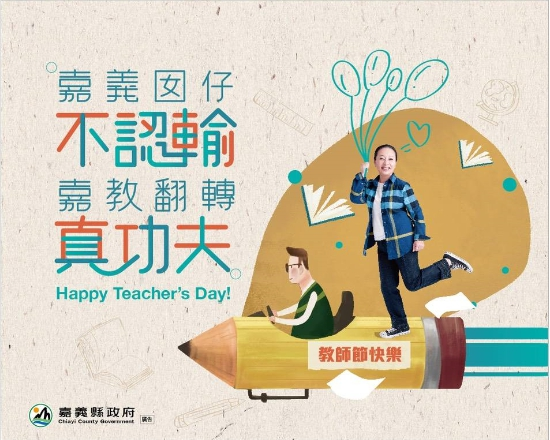 嘉義囡仔
不認輸
嘉教翻轉
真功夫
Happy Teacher's Day!
教師節快樂
嘉義縣政府
Chiayi County Government
廣告